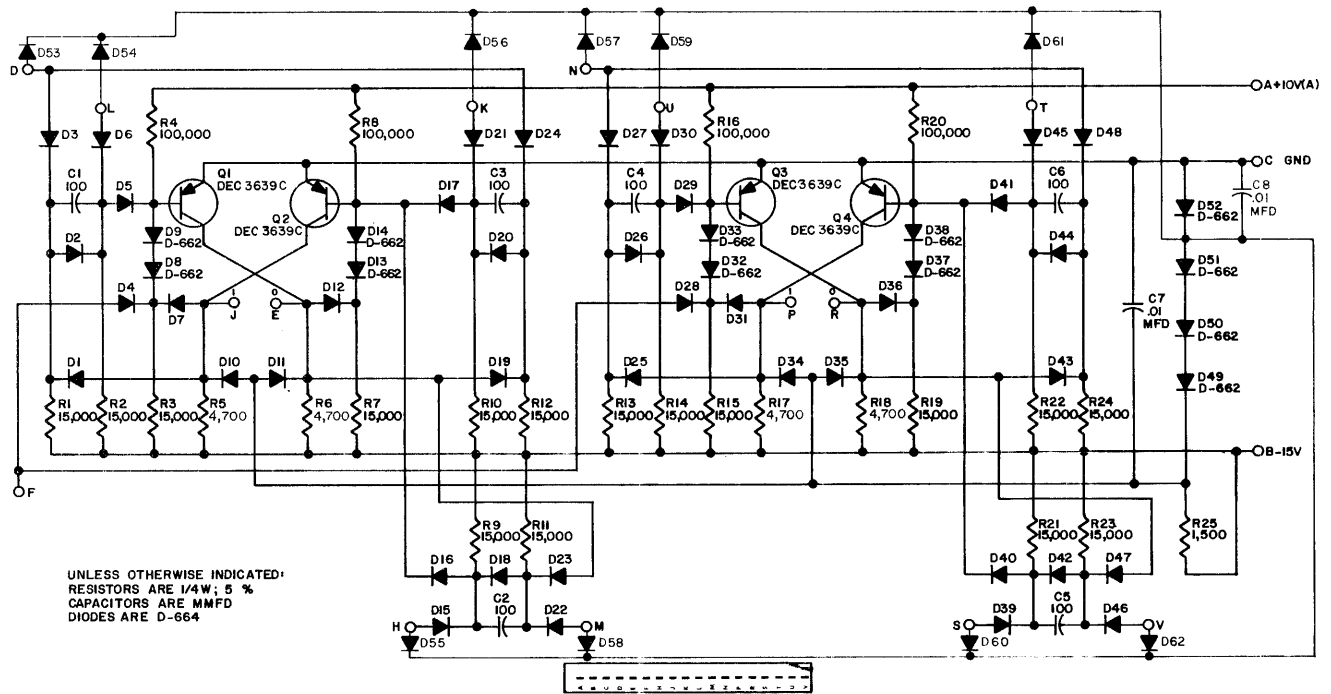 D53
D54
D56
D57
D59
D61
D
N
L
K
U
T
A+10V(A)
R4
100,000
R8
100,000
R16
100,000
R20
100,000
D3
D6
D21
D24
D27
D30
D45
D48
C GND
C1
100
D5
Q1
DEC 3639C
Q2
DEC 3639C
D17
C3
100
C4
100
D29
Q3
DEC 3639C
Q4
DEC 3639C
D41
C6
100
D52
D-662
C8
.01
MFD
D2
D9
D-662
D8
D-662
D14
D-662
D13
D-662
D20
D26
D33
D-662
D32
D-662
D38
D-662
D37
D-662
D44
D51
D-662
D4
D7
1
J
0
E
D12
D28
D31
1
P
0
R
D36
C7
.01
MFD
D50
D-662
D1
D10
D11
D19
D25
D34
D35
D43
D49
D-662
R1
15,000
R2
15,000
R3
15,000
R5
4,700
R6
4,700
R7
15,000
R10
15,000
R12
15,000
R13
15,000
R14
15,000
R15
15,000
R17
4,700
R18
4,700
R19
15,000
R22
15,000
R24
15,000
B-15V
F
R9
15,000
R11
15,000
R21
15,000
R23
15,000
R25
1,500
D16
D18
D23
D40
D42
D47
UNLESS OTHERWISE INDICATED:
RESISTORS ARE 1/4W; 5 %
CAPACITORS ARE MMFD
DIODES ARE D-664
H
D15
C2
100
D22
M
S
D39
C5
100
D46
V
D55
D58
D60
D62